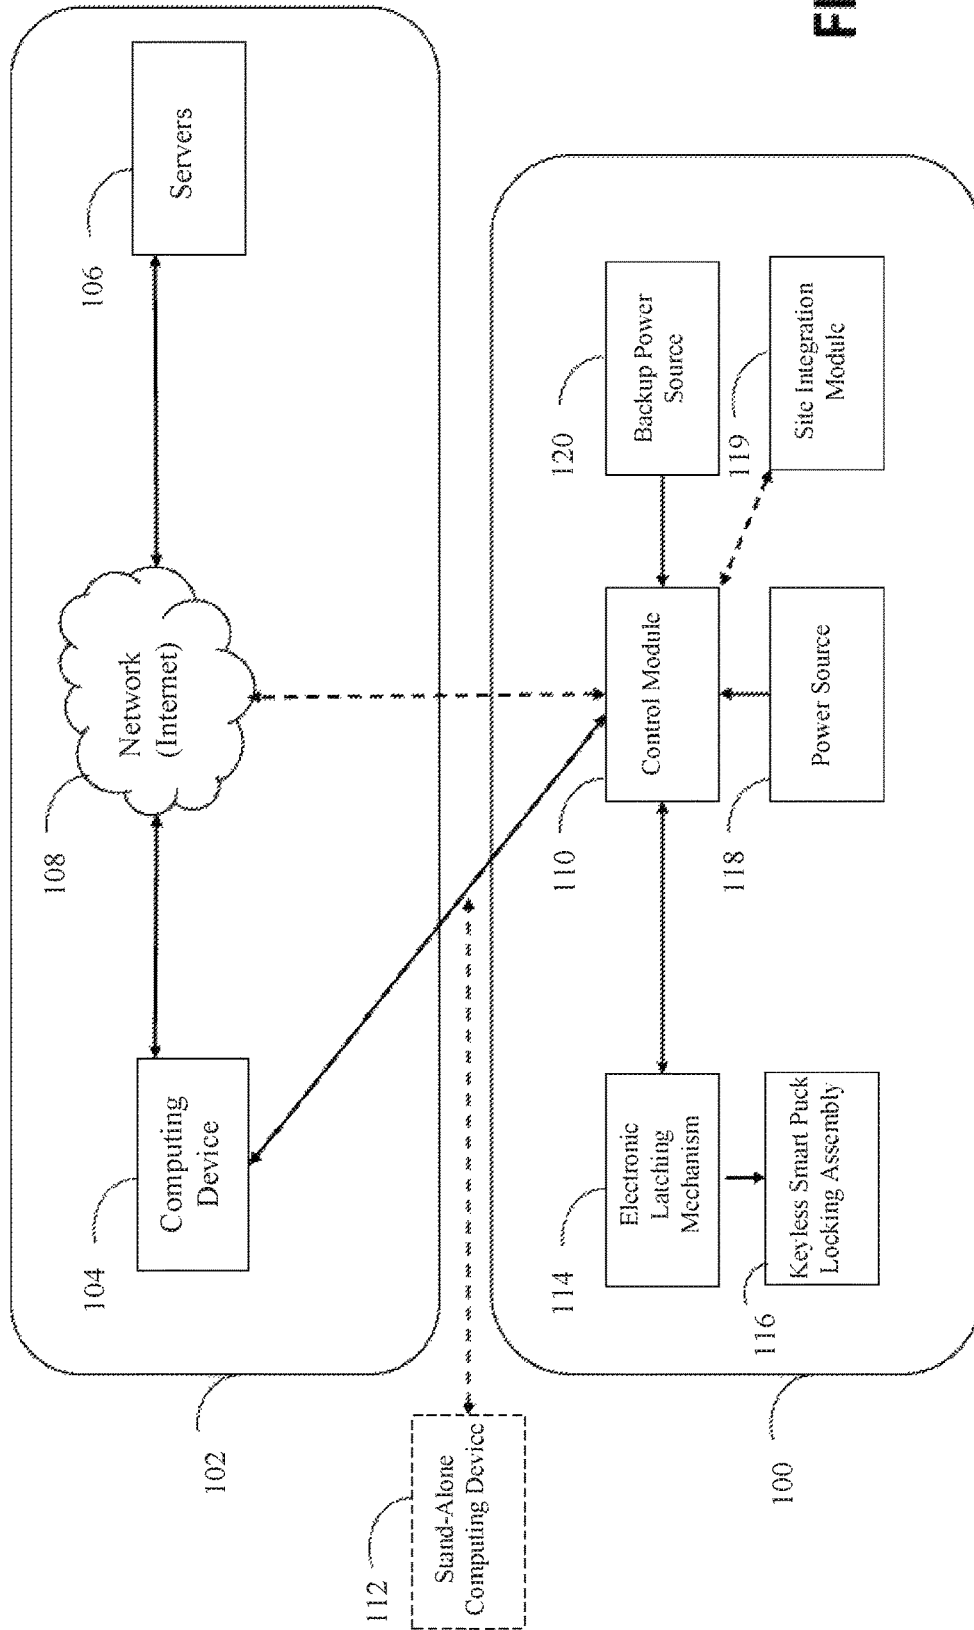 102
104
Computing
Device
108
Network
(Internet)
106
Servers
112
Stand-Alone
Computing Device
100
114
Electronic
Latching
Mechanism
116
Keyless Smart Puck
Locking Assembly
110
Control Module
118
Power Source
120
Backup Power
Source
119
Site Integration
Module